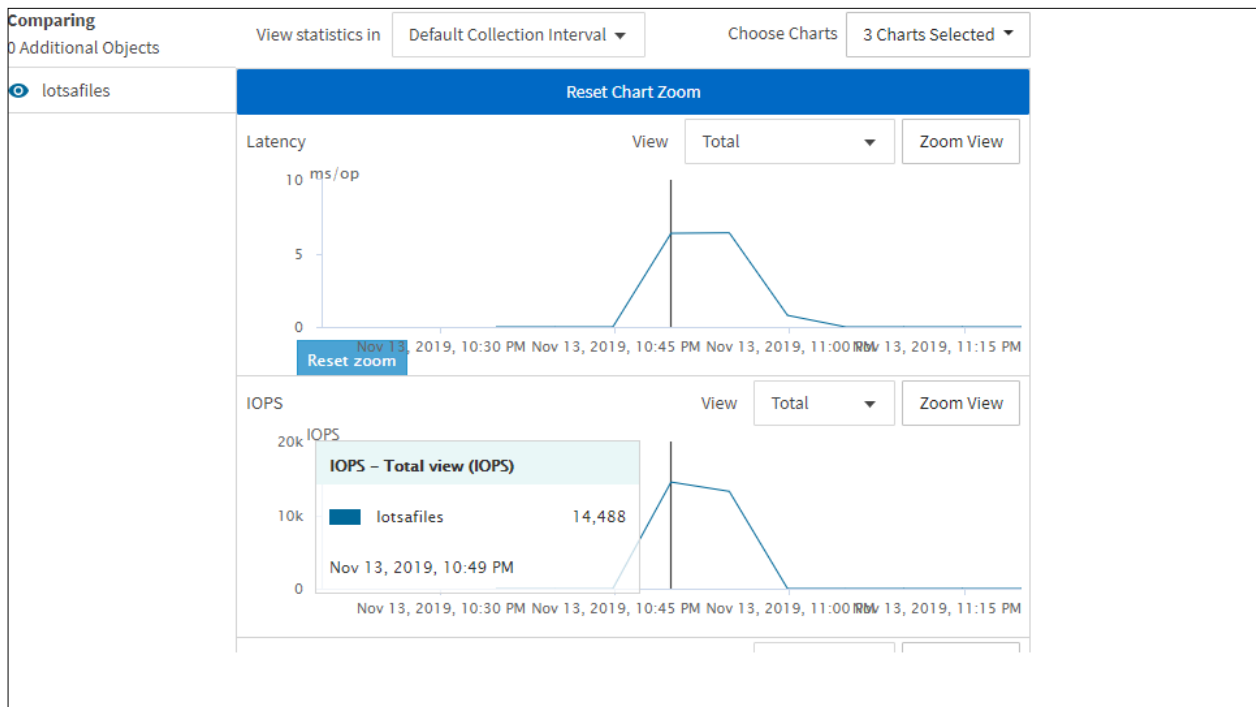 Comparing
0 Additional Objects
View statistics in Default Collection Interval Choose Charts 3 Charts Selected
lotsafiles
Reset Chart Zoom
Latency View Total Zoom View
10 ms/op
5
0
Nov 13, 2019, 10:30 PM Nov 13, 2019, 10:45 PM Nov 13, 2019, 11:00 PM Nov 13, 2019, 11:15 PM
Reset zoom
IOPS View Total Zoom View
20k IOPS
IOPS – Total view (IOPS)
10k lotsafiles 14,488
Nov 13, 2019, 10:49 PM
0
Nov 13, 2019, 10:30 PM Nov 13, 2019, 10:45 PM Nov 13, 2019, 11:00 PM Nov 13, 2019, 11:15 PM